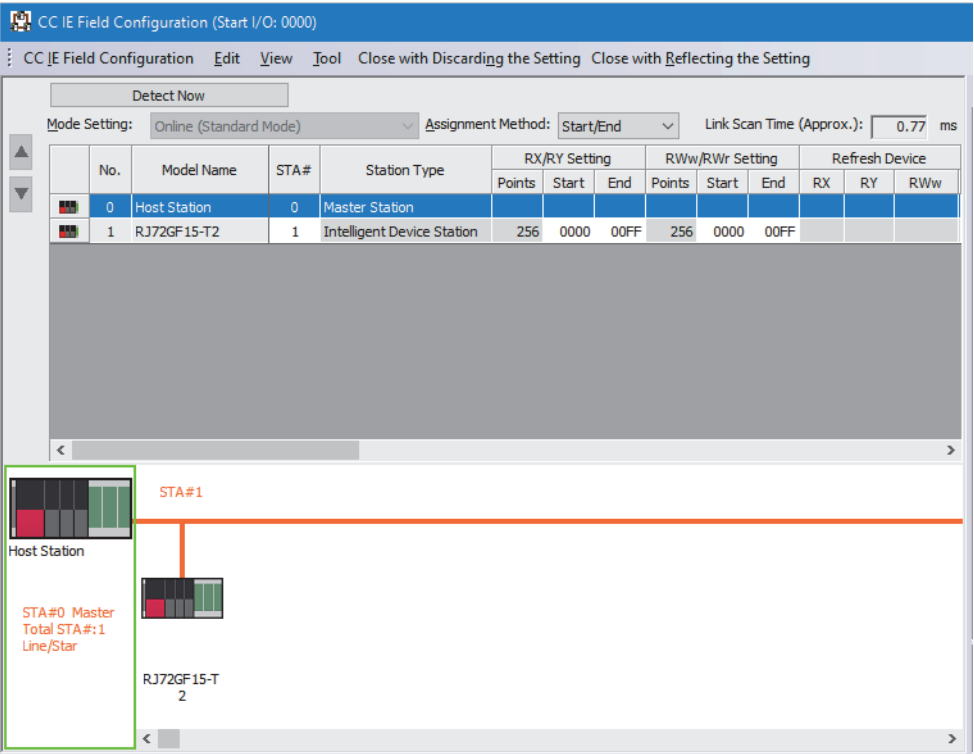 CC IE Field Configuration (Start I/O: 0000)
CC IE Field Configuration Edit View Tool Close with Discarding the Setting Close with Reflecting the Setting
Detect Now
Mode Setting: Online (Standard Mode) Assignment Method: Start/End Link Scan Time (Approx.): 0.77 ms
No. Model Name STA# Station Type RX/RY Setting RWw/RWr Setting Refresh Device
Points Start End Points Start End RX RY RWw
0 Host Station 0 Master Station
1 RJ72GF15-T2 1 Intelligent Device Station 256 0000 00FF 256 0000 00FF
STA#1
Host Station
STA#0 Master
Total STA#:1
Line/Star
RJ72GF15-T
2